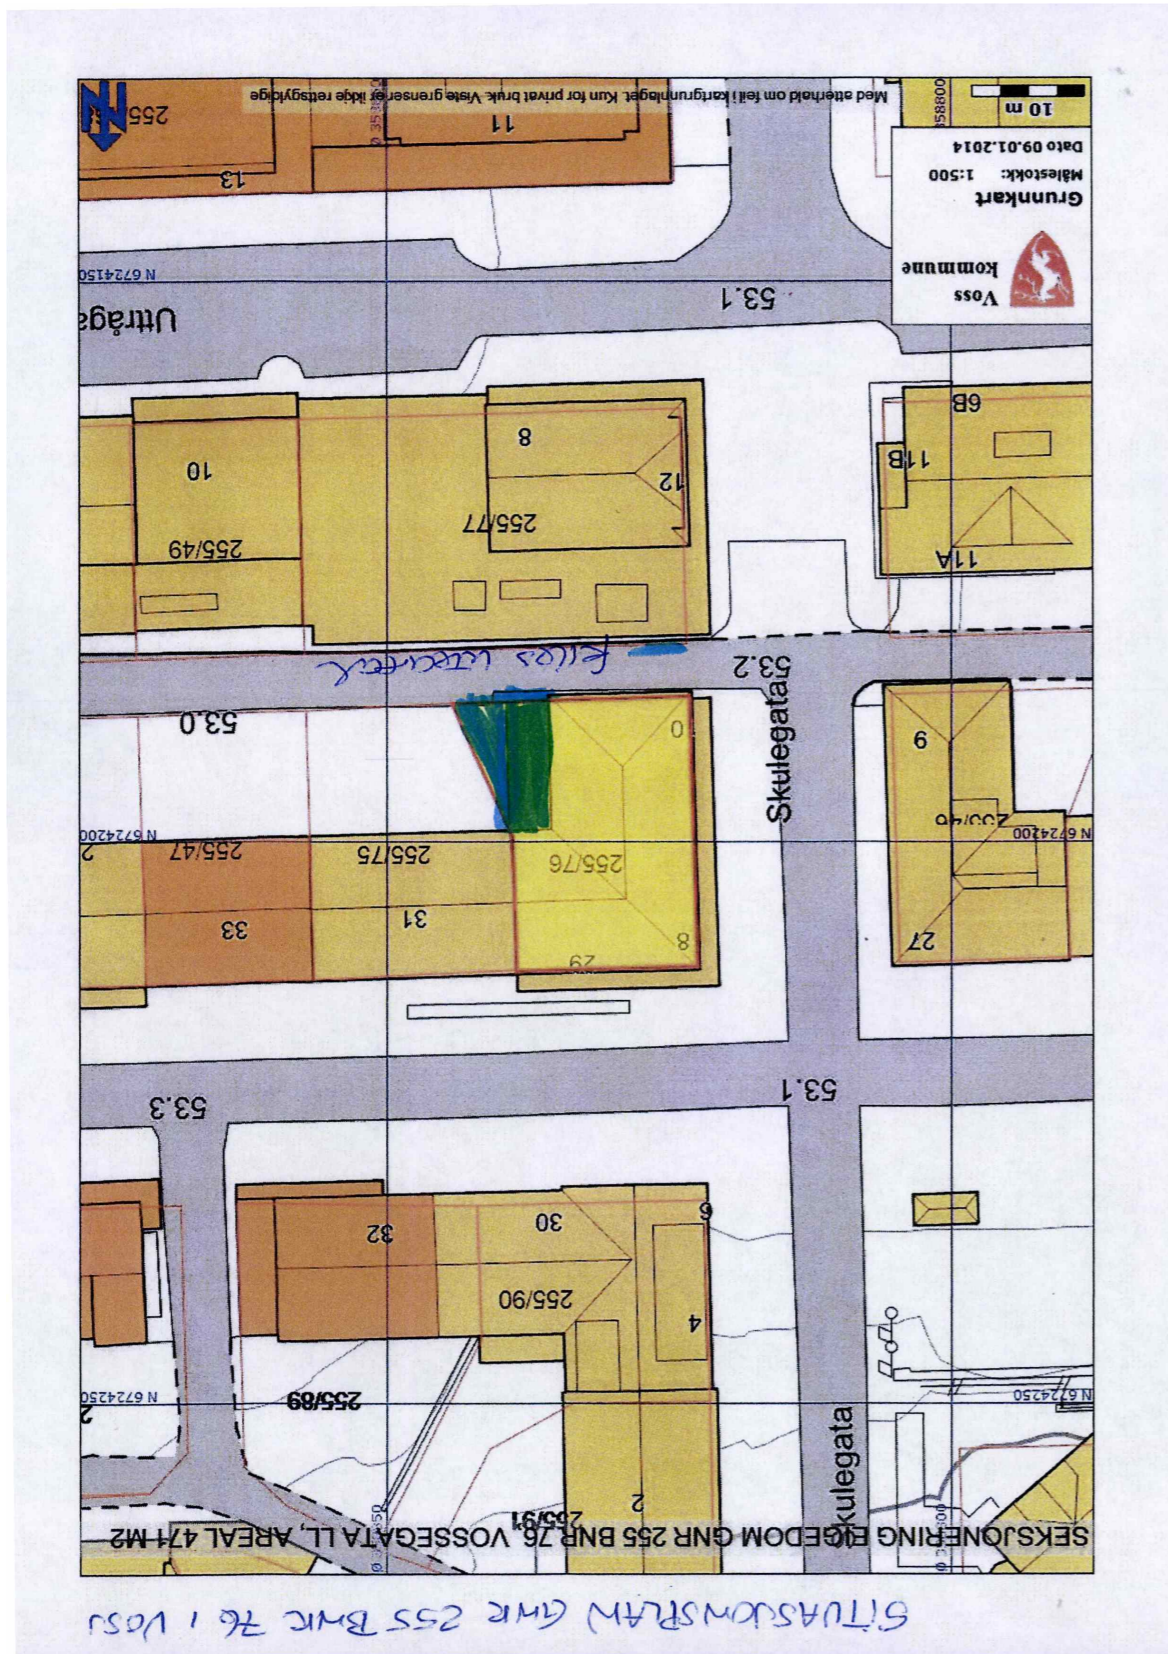 SITUASJONSPLAN GNR 255 BNR 76 i VOSS
SEKSJONERING EIGEDOM GNR 255 BNR 76, VOSSEGATA LL, AREAL 471 M2
2
255/91
Skulegata
N 6724250
N 6724250
2
255/89
4
255/90
6
30
32
53.1
53.3
27
29
8
31
33
255/76
255/75
255/47
2
N 6724200
N 6724200
9
Skulegata
53.0
53.2
felles uteareal
11A
255/77
255/49
11B
12
10
8
6B
Uttråga
53.1
N 6724150
Voss
kommune
Grunnkart
Målestokk: 1:500
Dato 09.01.2014
10 m
13
11
255/
N
358800
Med atterhald om feil i kartgrunnlaget. Kun for privat bruk. Viste grenser er ikkje rettsgyldige